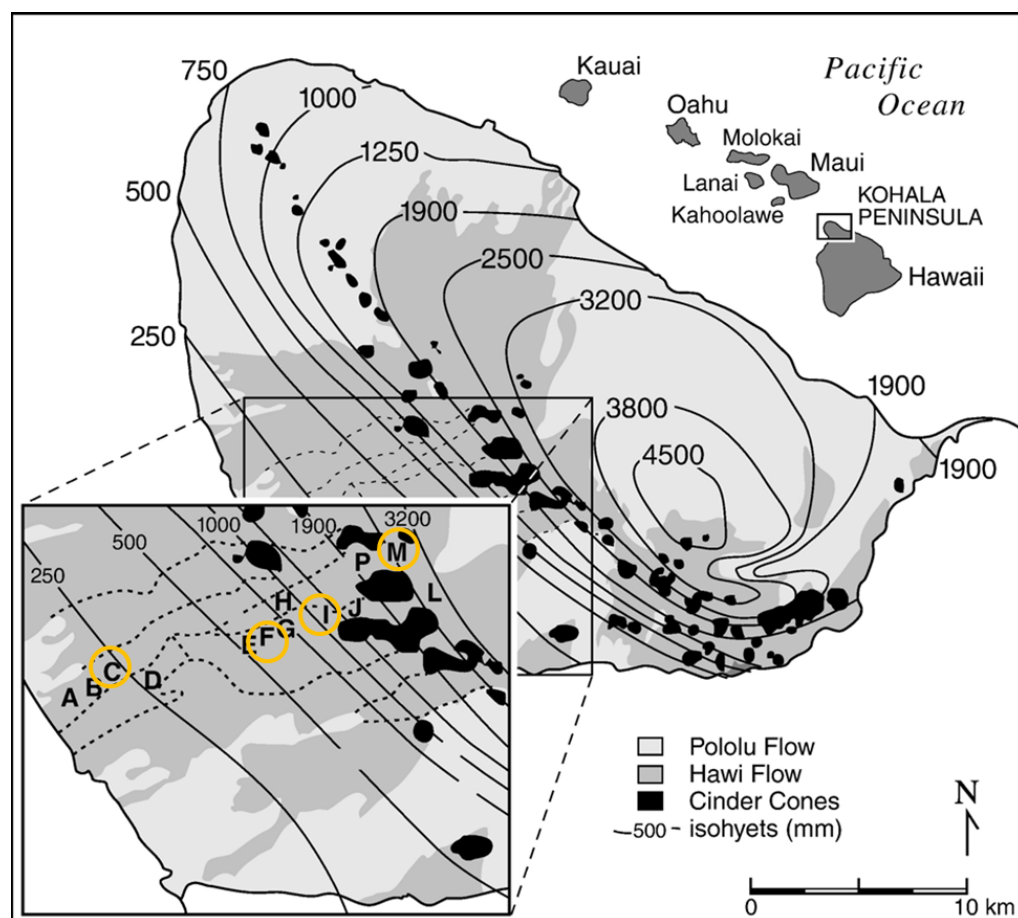 Kauai
Pacific
Ocean
Oahu
Molokai
Maui
Lanai
Kahoolawe
KOHALA
PENINSULA
Hawaii
750
1000
1250
500
1900
2500
3200
250
1900
3800
4500
1900
1000
1900
3200
500
250
M
P
L
H
I
J
G
F
E
C
D
B
A
Pololu Flow
Hawi Flow
Cinder Cones
500 isohyets (mm)
N
0 10 km